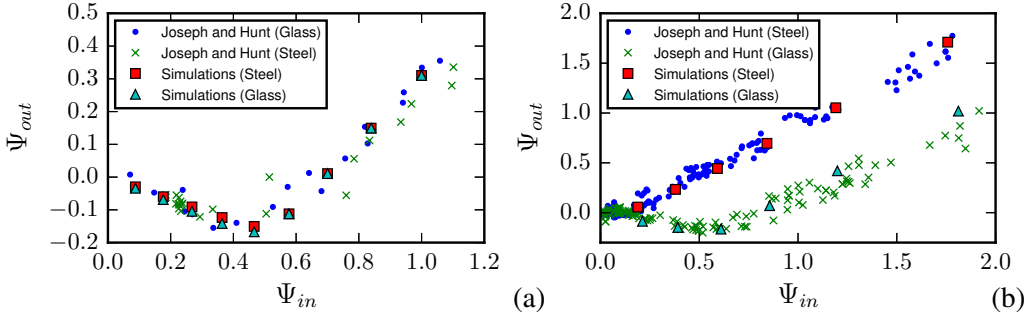 Ψout
0.5
0.4
0.3
0.2
0.1
0.0
−0.1
−0.2
0.0 0.2 0.4 0.6 0.8 1.0 1.2
Ψin
Joseph and Hunt (Glass)
Joseph and Hunt (Steel)
Simulations (Steel)
Simulations (Glass)
(a)
Ψout
2.0
1.5
1.0
0.5
0.0
0.0 0.5 1.0 1.5 2.0
Ψin
Joseph and Hunt (Steel)
Joseph and Hunt (Glass)
Simulations (Steel)
Simulations (Glass)
(b)